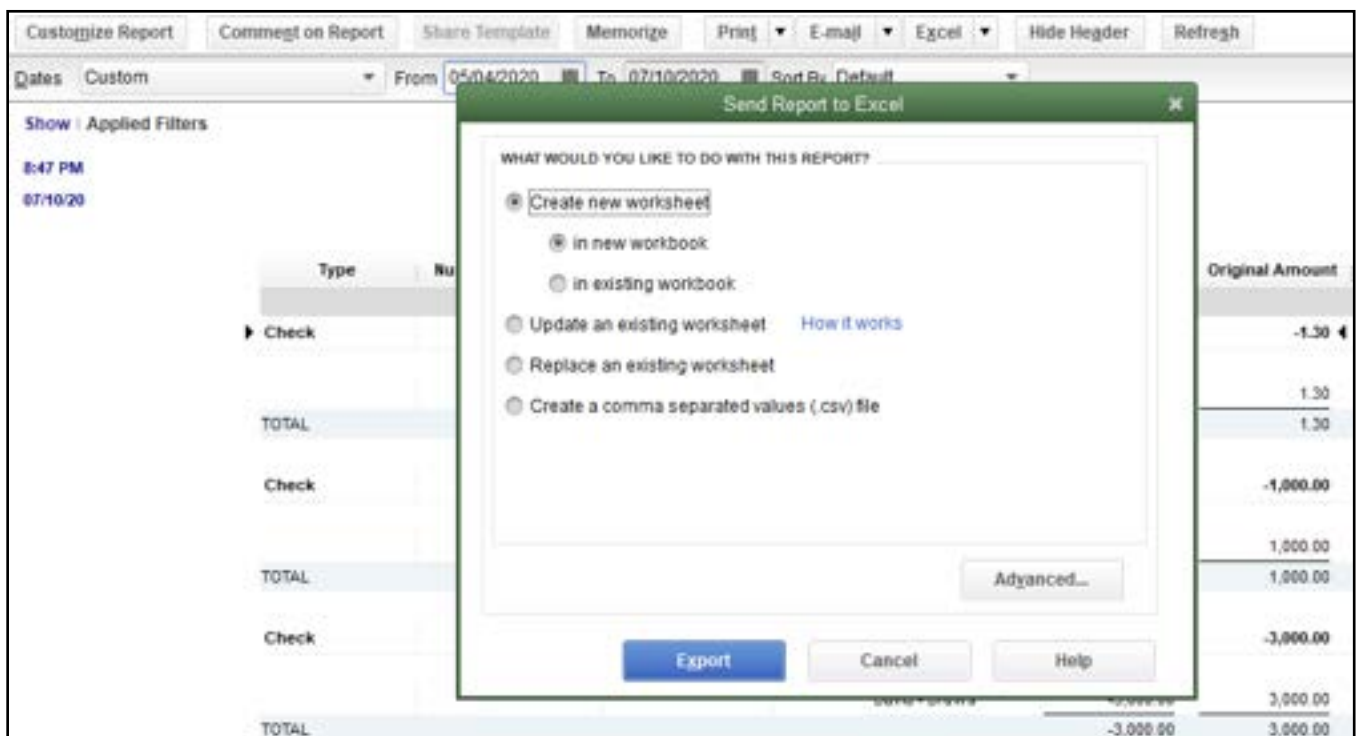 Customize Report Comment on Report Share Template Memorize Print E-mail Excel Hide Header Refresh
Dates Custom From 05/04/2020 To 07/10/2020 Sort By Default
Send Report to Excel
Show Applied Filters
8:47 PM
07/10/20
WHAT WOULD YOU LIKE TO DO WITH THIS REPORT?
Create new worksheet
in new workbook
in existing workbook
Update an existing worksheet How it works
Replace an existing worksheet
Create a comma separated values (.csv) file
Advanced...
Export Cancel Help
Type Nu Original Amount
Check -1.30
1.30
TOTAL 1.30
Check -1,000.00
1,000.00
TOTAL 1,000.00
Check -3,000.00
3,000.00
TOTAL -3,000.00 3,000.00